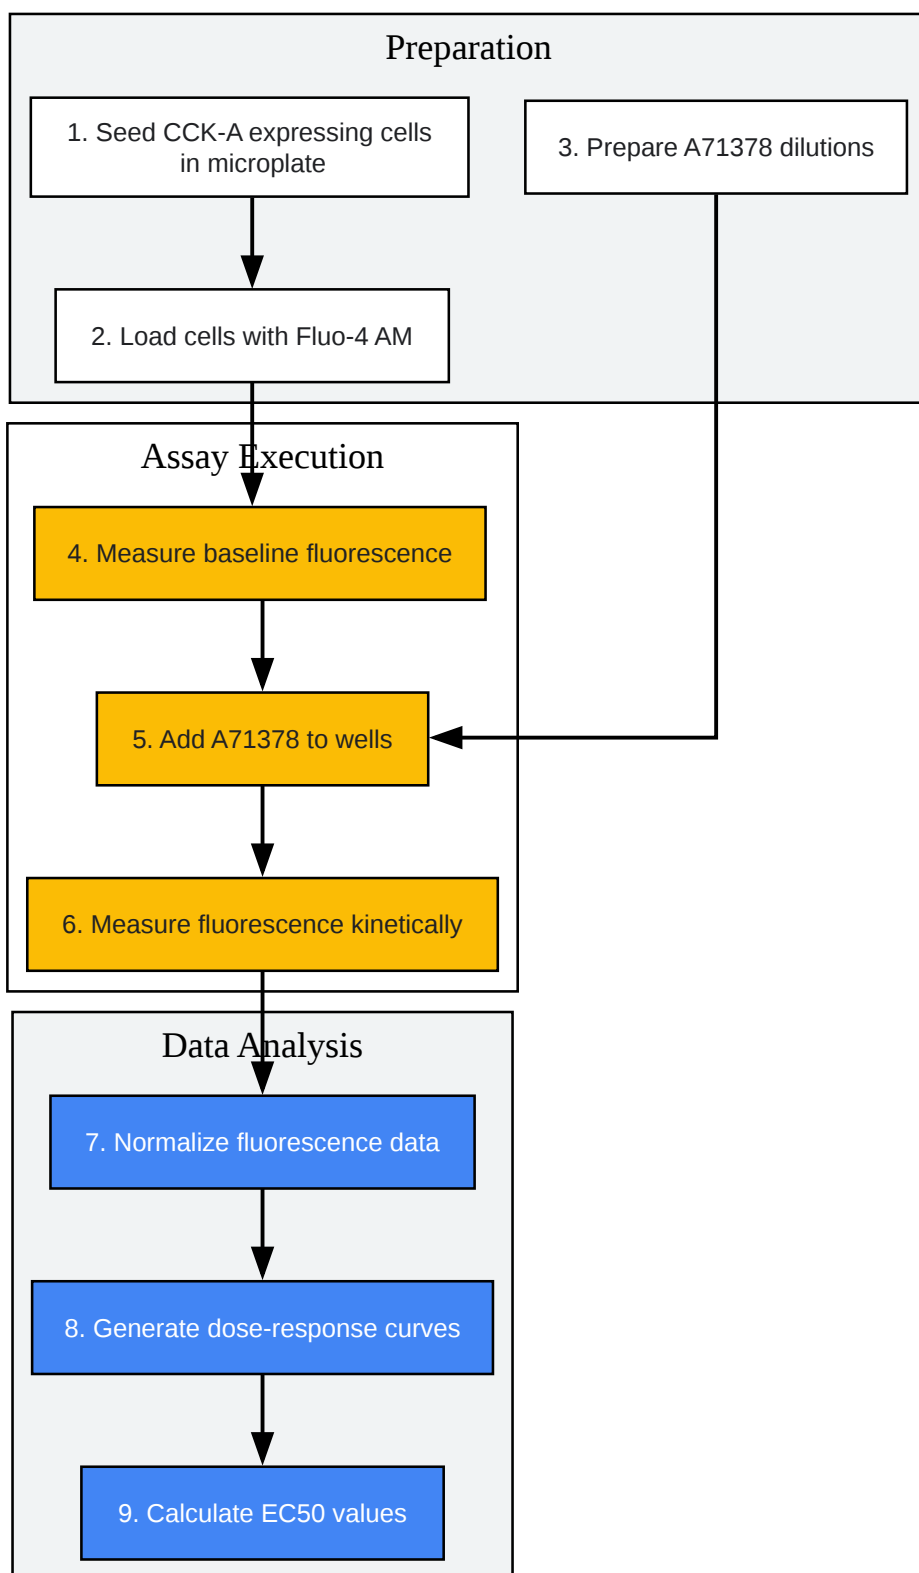 Preparation
1. Seed CCK-A expressing cells
in microplate
3. Prepare A71378 dilutions
2. Load cells with Fluo-4 AM
Assay Execution
4. Measure baseline fluorescence
5. Add A71378 to wells
6. Measure fluorescence kinetically
Data Analysis
7. Normalize fluorescence data
8. Generate dose-response curves
9. Calculate EC50 values